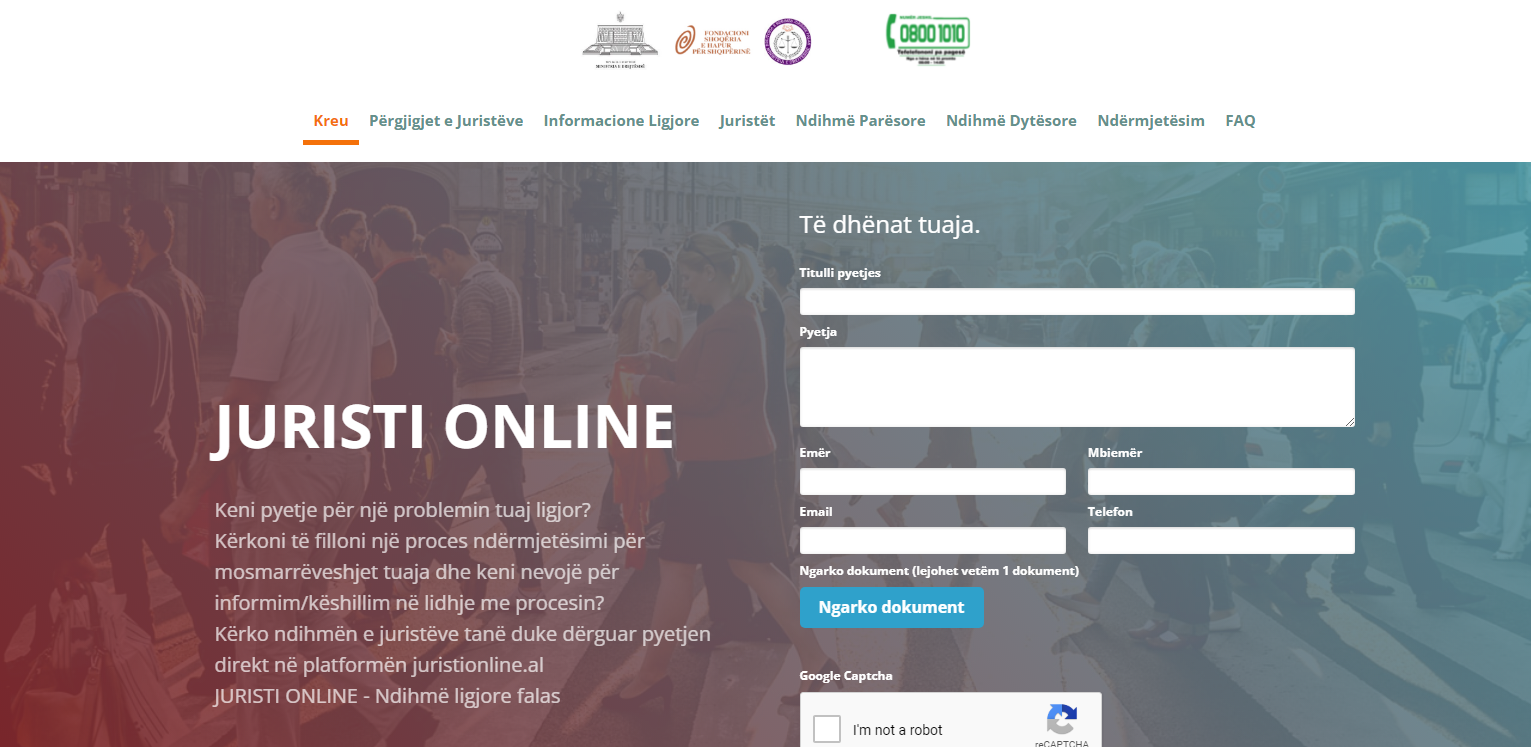 MINISTRIA E DREJTËSISË
FONDACIONI
SHOQËRIA
E HAPUR
PËR SHQIPËRINË
0800 1010
Kreu
Përgjigjet e Juristëve
Informacione Ligjore
Juristët
Ndihmë Parësore
Ndihmë Dytësore
Ndërmjetësim
FAQ
JURISTI ONLINE
Keni pyetje për një problemin tuaj ligjor?
Kërkoni të filloni një proces ndërmjetësimi për
mosmarrëveshjet tuaja dhe keni nevojë për
informim/këshillim në lidhje me procesin?
Kërko ndihmën e juristëve tanë duke dërguar pyetjen
direkt në platformën juristionline.al
JURISTI ONLINE - Ndihmë ligjore falas
Të dhënat tuaja.
Titulli pyetjes
Pyetja
Emër
Mbiemër
Email
Telefon
Ngarko dokument (lejohet vetëm 1 dokument)
Ngarko dokument
Google Captcha
I'm not a robot
reCAPTCHA